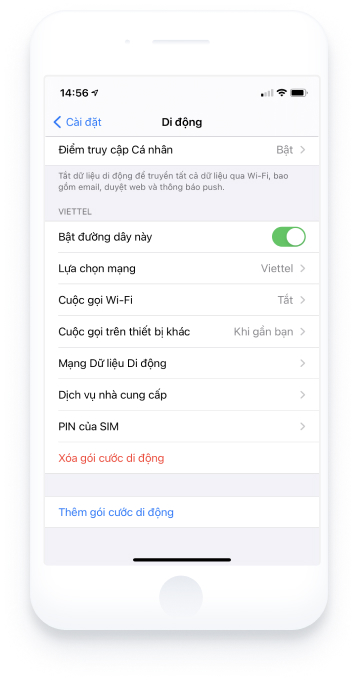 14:56
Cài đặt
Di động
Điểm truy cập Cá nhân
Bật
Tắt dữ liệu di động để truyền tất cả dữ liệu qua Wi-Fi, bao
gồm email, duyệt web và thông báo push.
VIETTEL
Bật đường dây này
Lựa chọn mạng
Viettel
Cuộc gọi Wi-Fi
Tắt
Cuộc gọi trên thiết bị khác
Khi gần bạn
Mạng Dữ liệu Di động
Dịch vụ nhà cung cấp
PIN của SIM
Xóa gói cước di động
Thêm gói cước di động